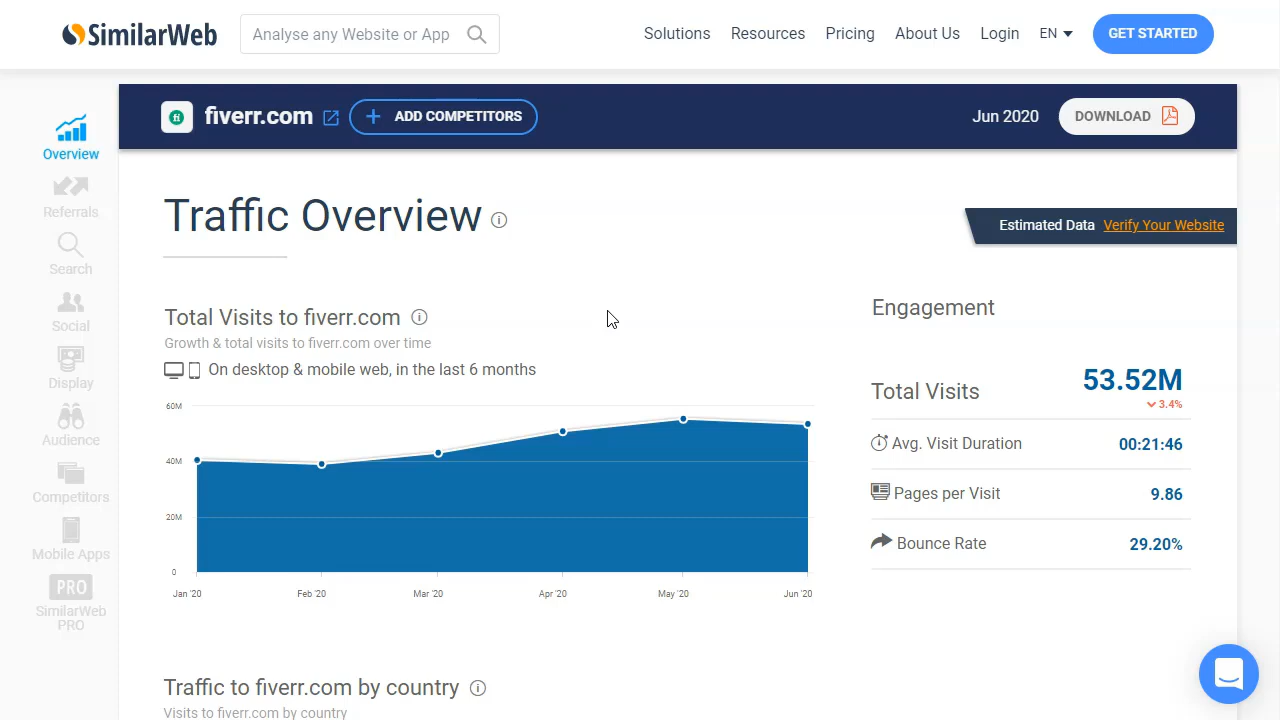 SimilarWeb
Analyse any Website or App
Solutions
Resources
Pricing
About Us
Login
EN
GET STARTED
Overview
Referrals
Search
Social
Display
Audience
Competitors
Mobile Apps
PRO
SimilarWeb
PRO
fi
fiverr.com
+ ADD COMPETITORS
Jun 2020
DOWNLOAD
Traffic Overview
Estimated Data Verify Your Website
Total Visits to fiverr.com
Growth & total visits to fiverr.com over time
On desktop & mobile web, in the last 6 months
60M
40M
20M
0
Jan '20
Feb '20
Mar '20
Apr '20
May '20
Jun '20
Engagement
Total Visits
53.52M
3.4%
Avg. Visit Duration
00:21:46
Pages per Visit
9.86
Bounce Rate
29.20%
Traffic to fiverr.com by country
Visits to fiverr.com by country